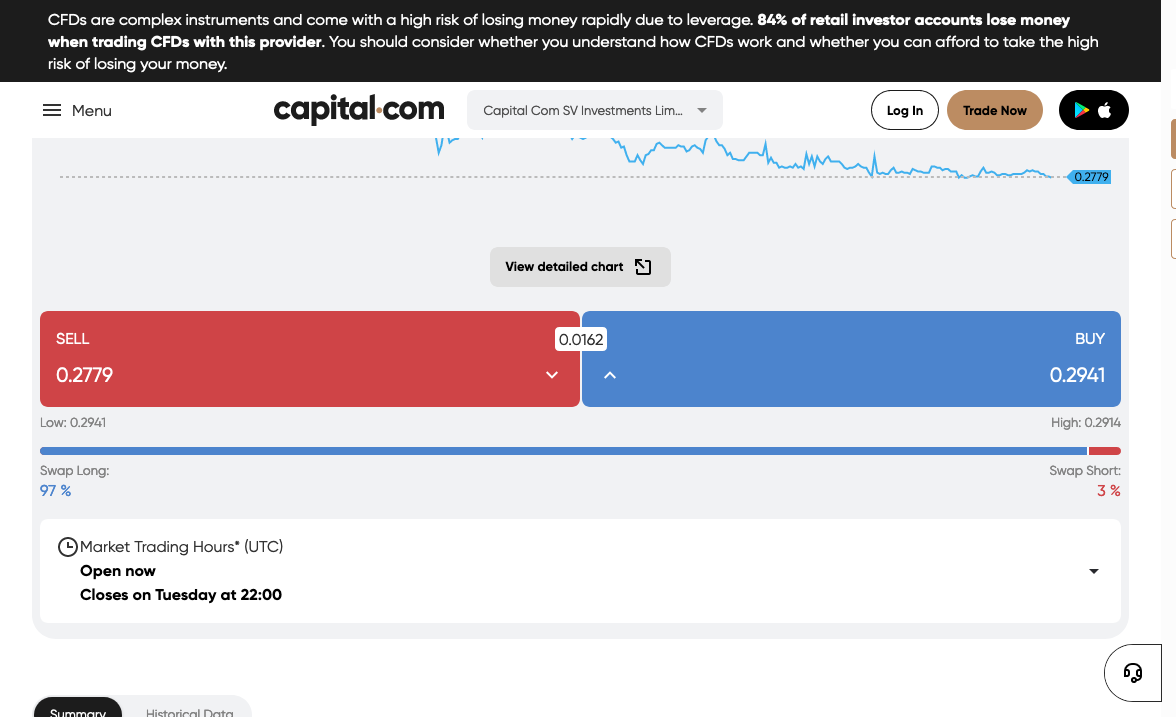 CFDs are complex instruments and come with a high risk of losing money rapidly due to leverage. 84% of retail investor accounts lose money
when trading CFDs with this provider. You should consider whether you understand how CFDs work and whether you can afford to take the high
risk of losing your money.
Menu
capital.com
Capital Com SV Investments Lim...
Log In
Trade Now
0.2779
View detailed chart
SELL
0.0162
BUY
0.2779
0.2941
Low: 0.2941
High: 0.2914
Swap Long:
Swap Short:
97 %
3 %
Market Trading Hours* (UTC)
Open now
Closes on Tuesday at 22:00
Summary
Historical Data